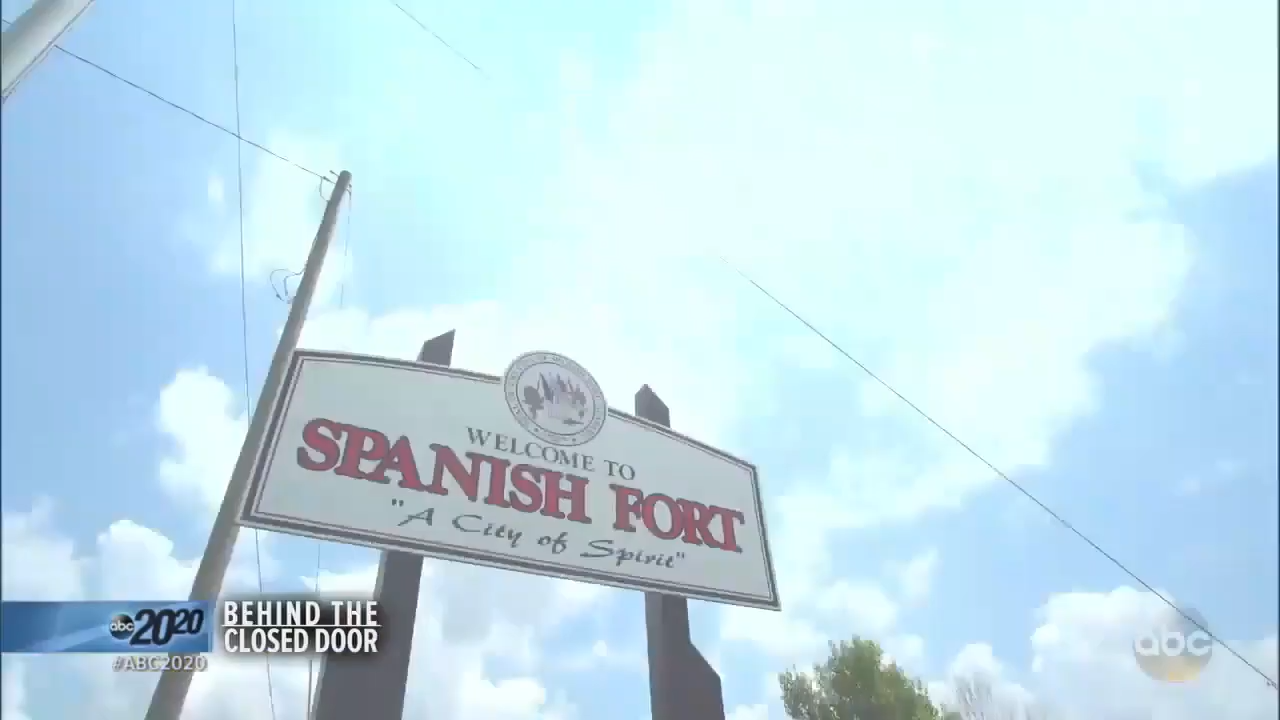 WELCOME TO
SPANISH FORT
"A City of Spirit"
abc 20/20
#ABC2020
BEHIND THE
CLOSED DOOR
abc